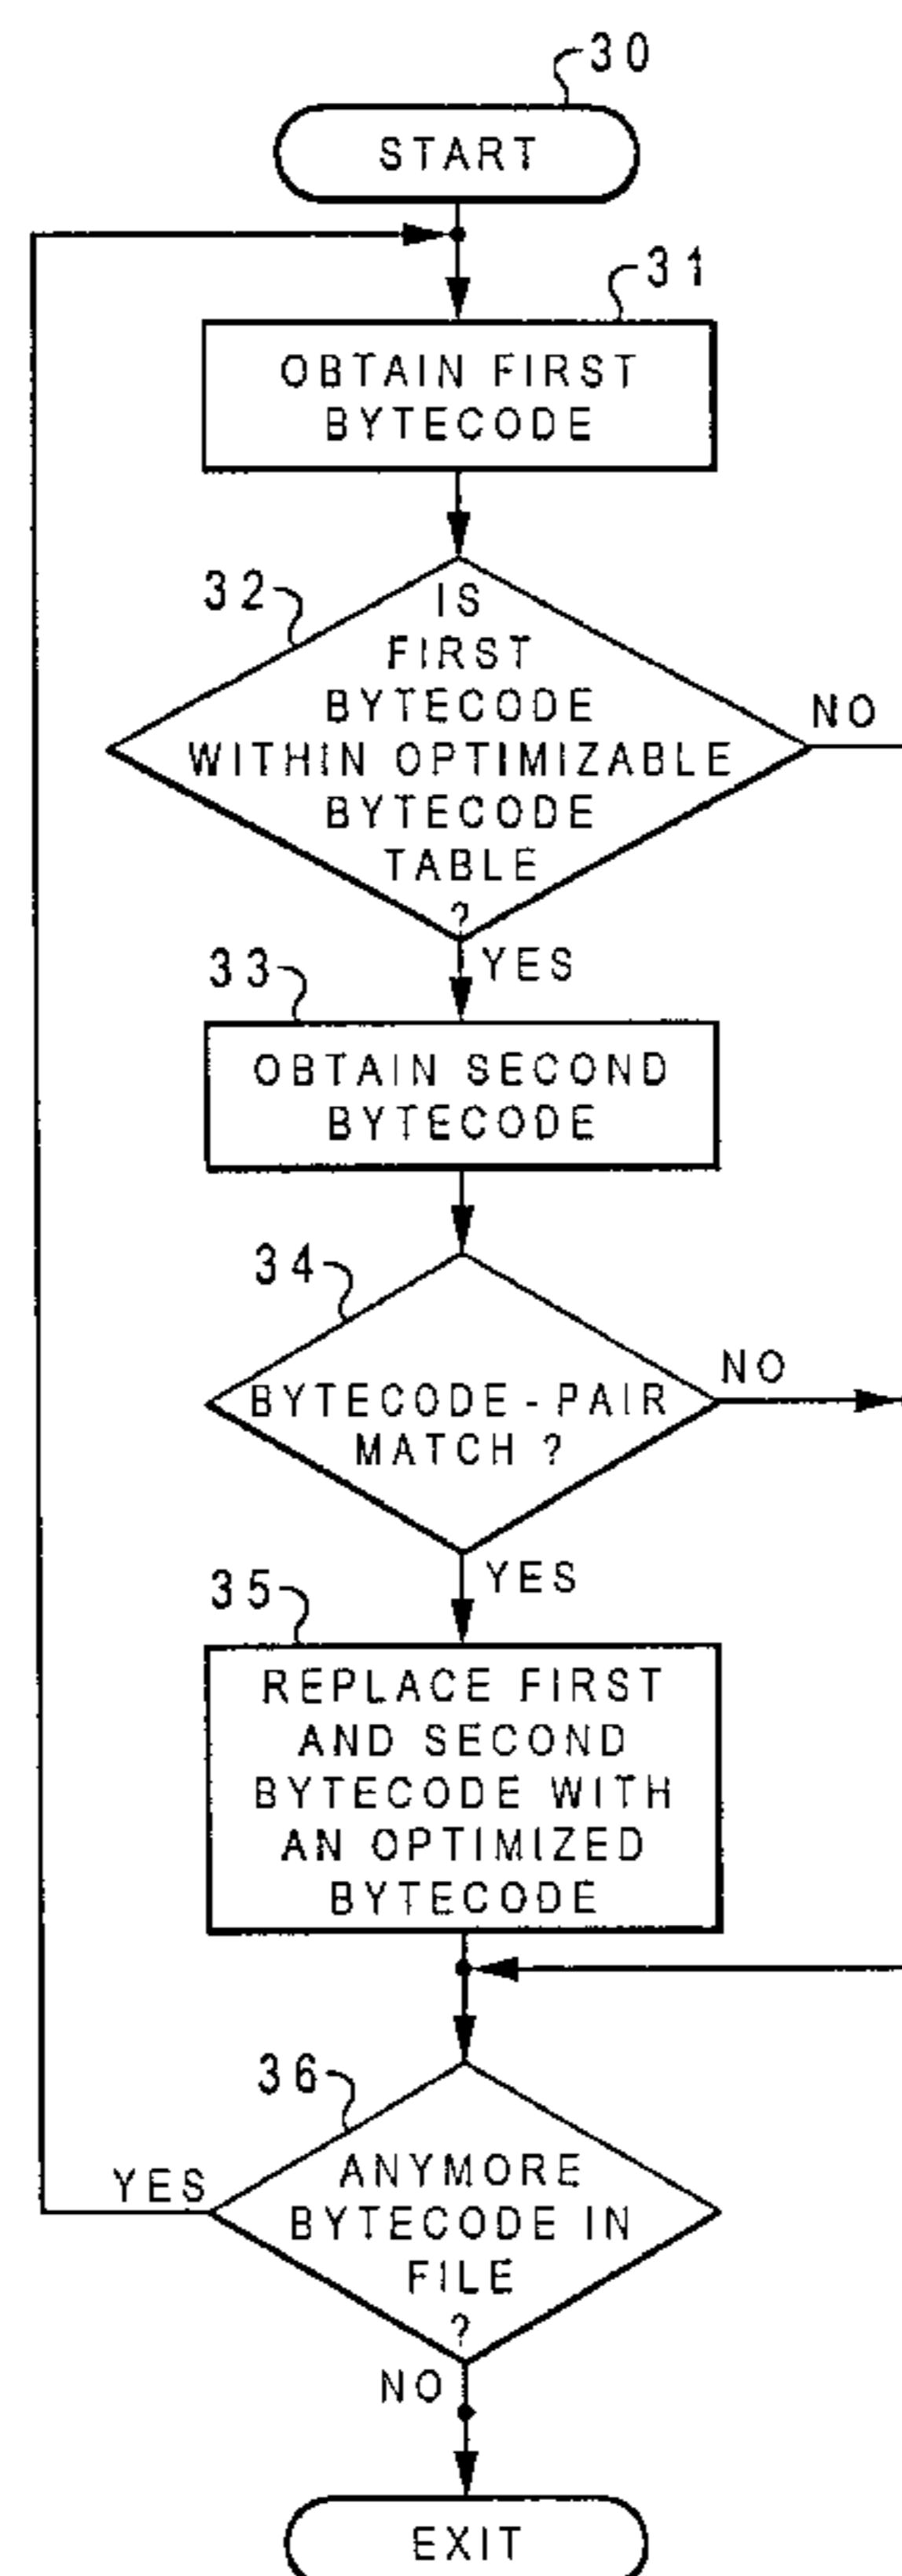 30
START
31
OBTAIN FIRST
BYTECODE
32
IS
FIRST
BYTECODE
WITHIN OPTIMIZABLE
BYTECODE
TABLE
?
NO
YES
33
OBTAIN SECOND
BYTECODE
34
BYTECODE-PAIR
MATCH ?
NO
YES
35
REPLACE FIRST
AND SECOND
BYTECODE WITH
AN OPTIMIZED
BYTECODE
36
ANYMORE
BYTECODE IN
FILE
?
YES
NO
EXIT